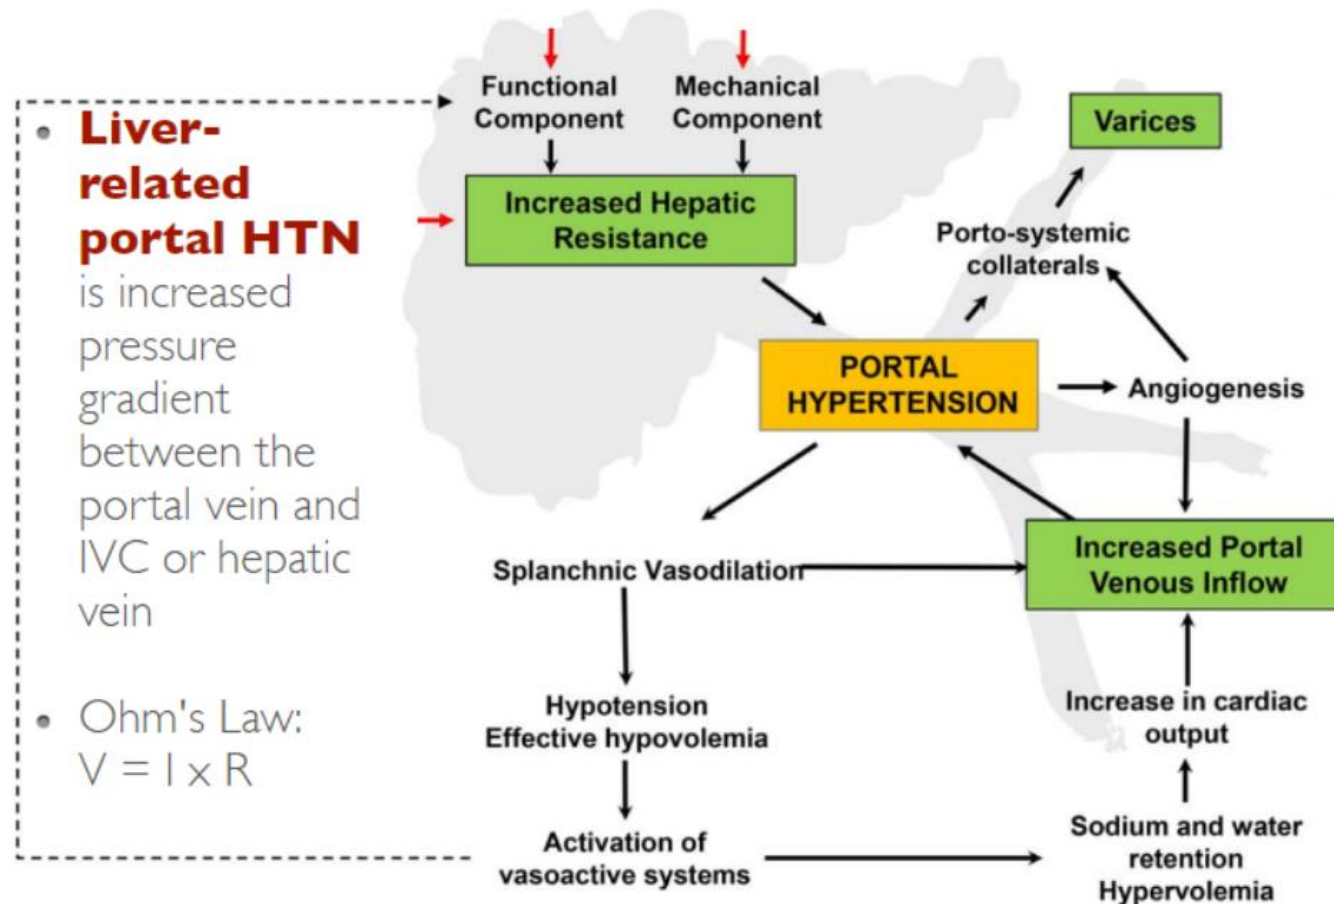 • Liver-
related
portal HTN
is increased
pressure
gradient
between the
portal vein and
IVC or hepatic
vein
• Ohm's Law:
V = I x R
Functional
Component
Mechanical
Component
Increased Hepatic
Resistance
Varices
Porto-systemic
collaterals
PORTAL
HYPERTENSION
Angiogenesis
Splanchnic Vasodilation
Increased Portal
Venous Inflow
Hypotension
Effective hypovolemia
Increase in cardiac
output
Activation of
vasoactive systems
Sodium and water
retention
Hypervolemia